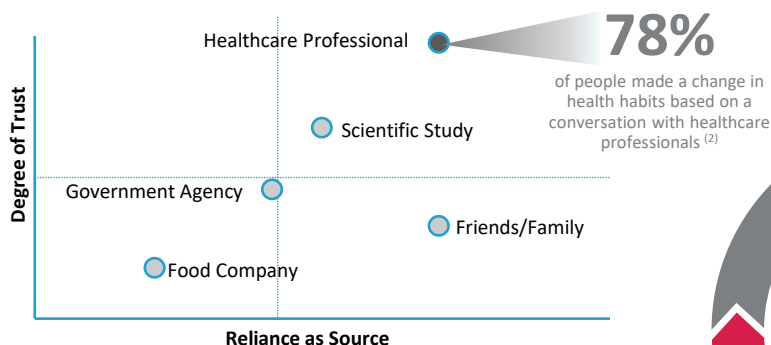 Healthcare Professional
78%
of people made a change in
health habits based on a
conversation with healthcare
professionals (2)
Scientific Study
Government Agency
Friends/Family
Food Company
Degree of Trust
Reliance as Source